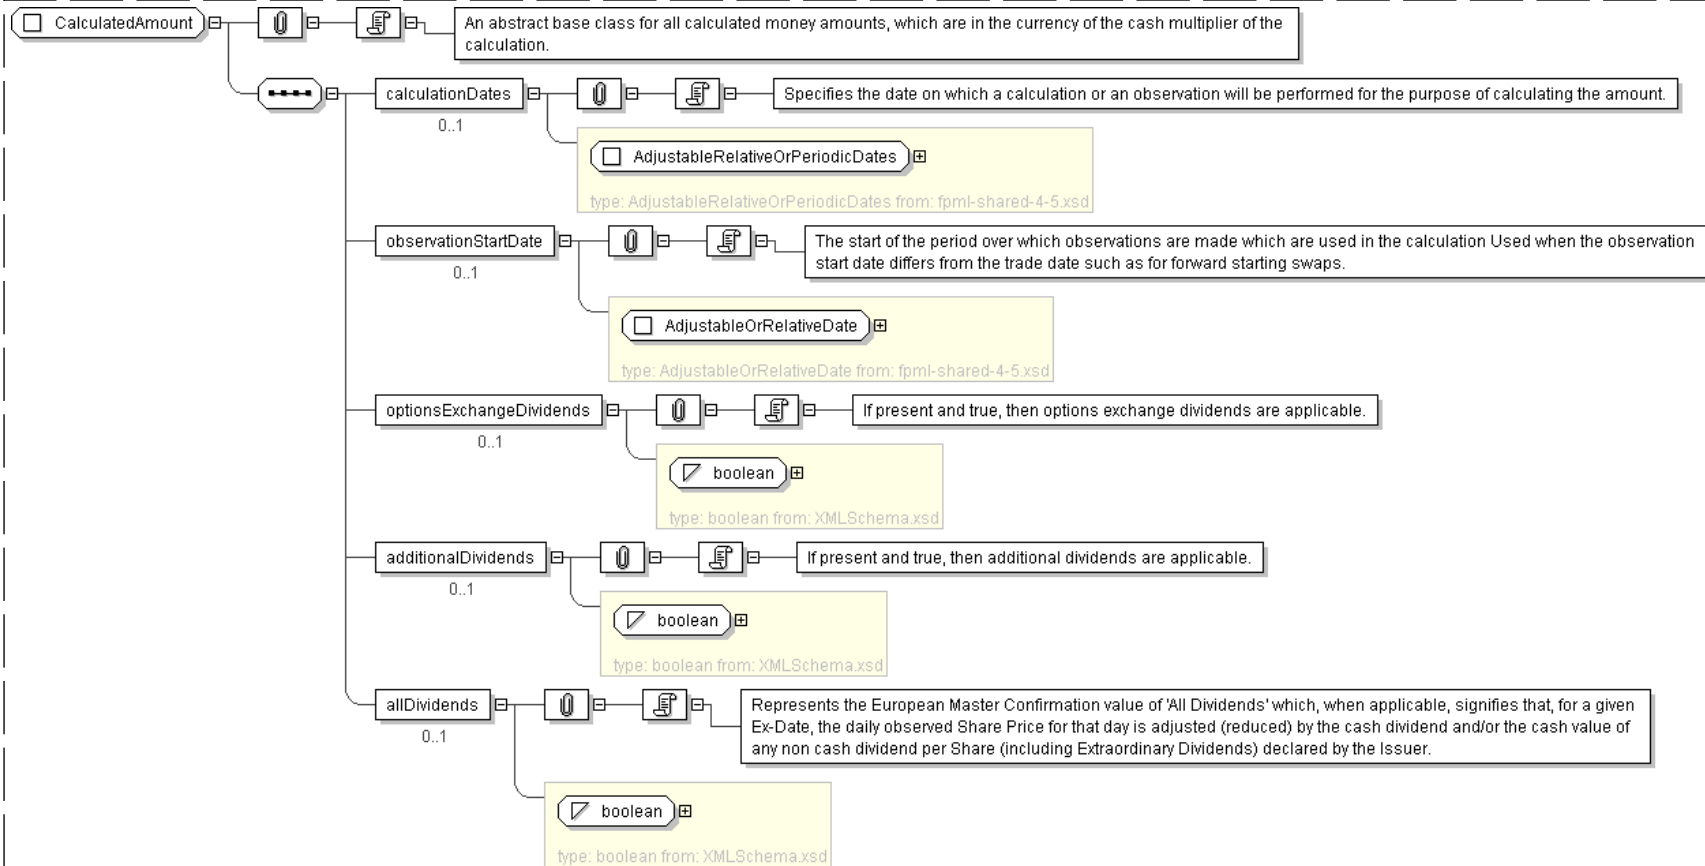 CalculatedAmount
An abstract base class for all calculated money amounts, which are in the currency of the cash multiplier of the
calculation.
calculationDates
Specifies the date on which a calculation or an observation will be performed for the purpose of calculating the amount.
0..1
AdjustableRelativeOrPeriodicDates
type: AdjustableRelativeOrPeriodicDates from: fpml-shared-4-5.xsd
observationStartDate
The start of the period over which observations are made which are used in the calculation Used when the observation
start date differs from the trade date such as for forward starting swaps.
0..1
AdjustableOrRelativeDate
type: AdjustableOrRelativeDate from: fpml-shared-4-5.xsd
optionsExchangeDividends
If present and true, then options exchange dividends are applicable.
0..1
boolean
type: boolean from: XMLSchema.xsd
additionalDividends
If present and true, then additional dividends are applicable.
0..1
boolean
type: boolean from: XMLSchema.xsd
allDividends
Represents the European Master Confirmation value of 'All Dividends' which, when applicable, signifies that, for a given
Ex-Date, the daily observed Share Price for that day is adjusted (reduced) by the cash dividend and/or the cash value of
any non cash dividend per Share (including Extraordinary Dividends) declared by the Issuer.
0..1
boolean
type: boolean from: XMLSchema.xsd